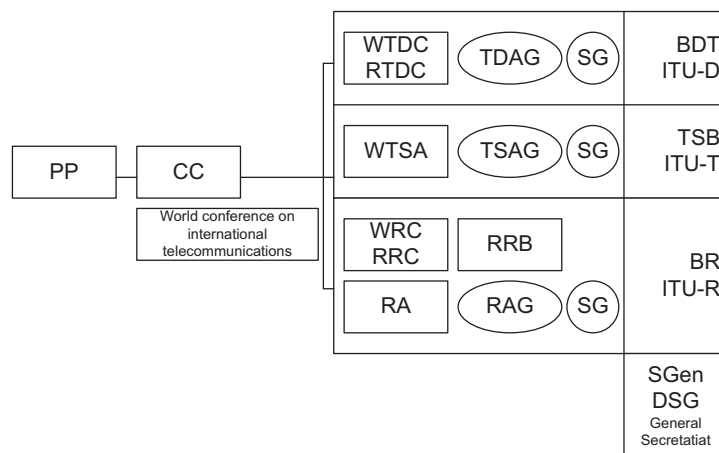 WTDC
RTDC
TDAG
SG
BDT
ITU-D
WTSA
TSAG
SG
TSB
ITU-T
PP
CC
World conference on
international
telecommunications
WRC
RRC
RRB
BR
ITU-R
RA
RAG
SG
SGen
DSG
General
Secretatiat